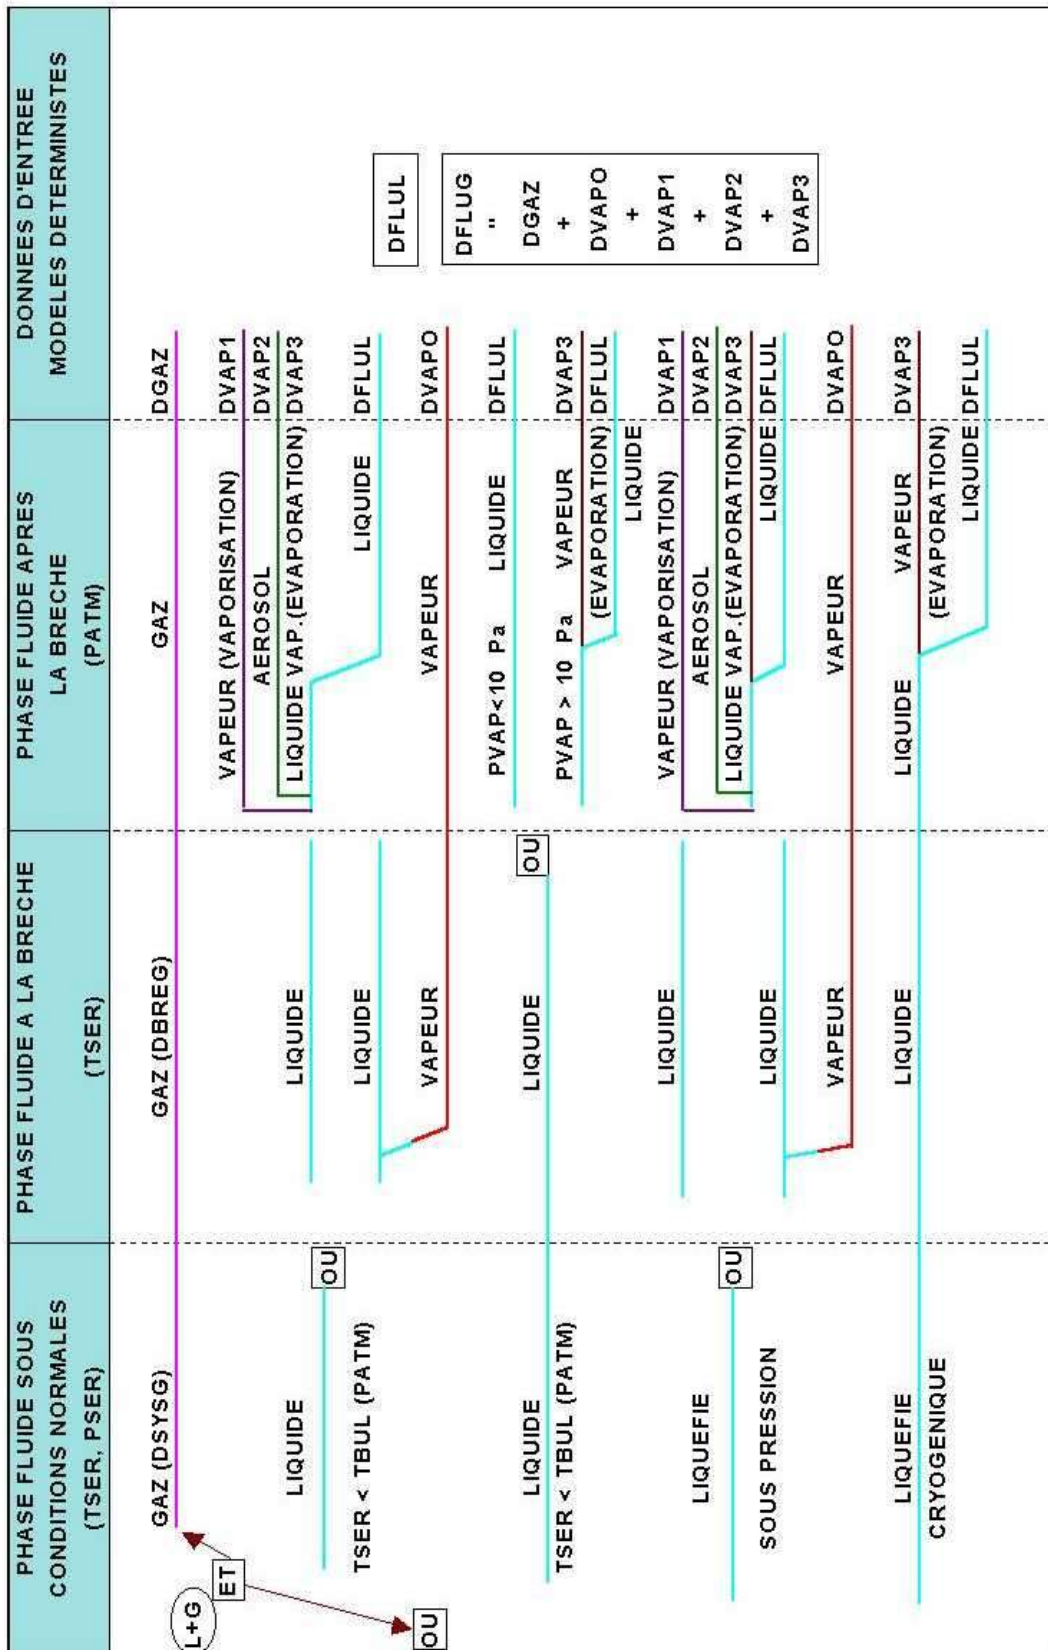 PHASE FLUIDE SOUS
CONDITIONS NORMALES
(TSER, PSER)
PHASE FLUIDE A LA BRECHE
(TSER)
PHASE FLUIDE APRES
LA BRECHE
(PATM)
DONNEES D'ENTREE
MODELES DETERMINISTES
L+G
ET
OU
GAZ (DSYSG)
GAZ (DBREG)
GAZ
DGAZ
LIQUIDE
TSER < TBUL (PATM)
OU
LIQUIDE
LIQUIDE
VAPEUR
VAPEUR (VAPORISATION)
DVAP1
AEROSOL
DVAP2
LIQUIDE VAP.(EVAPORATION)
DVAP3
LIQUIDE
DFLUL
VAPEUR
DVAPO
LIQUIDE
TSER < TBUL (PATM)
LIQUIDE
OU
PVAP<10 Pa
LIQUIDE
DFLUL
PVAP > 10 Pa
VAPEUR
DVAP3
(EVAPORATION)
DFLUL
LIQUIDE
LIQUEFIE
SOUS PRESSION
OU
LIQUIDE
LIQUIDE
VAPEUR
VAPEUR (VAPORISATION)
DVAP1
AEROSOL
DVAP2
LIQUIDE VAP.(EVAPORATION)
DVAP3
LIQUIDE
DFLUL
VAPEUR
DVAPO
LIQUEFIE
CRYOGENIQUE
LIQUIDE
LIQUIDE
VAPEUR
DVAP3
(EVAPORATION)
LIQUIDE
DFLUL
DFLUL
DFLUG
"
DGAZ
+
DVAPO
+
DVAP1
+
DVAP2
+
DVAP3